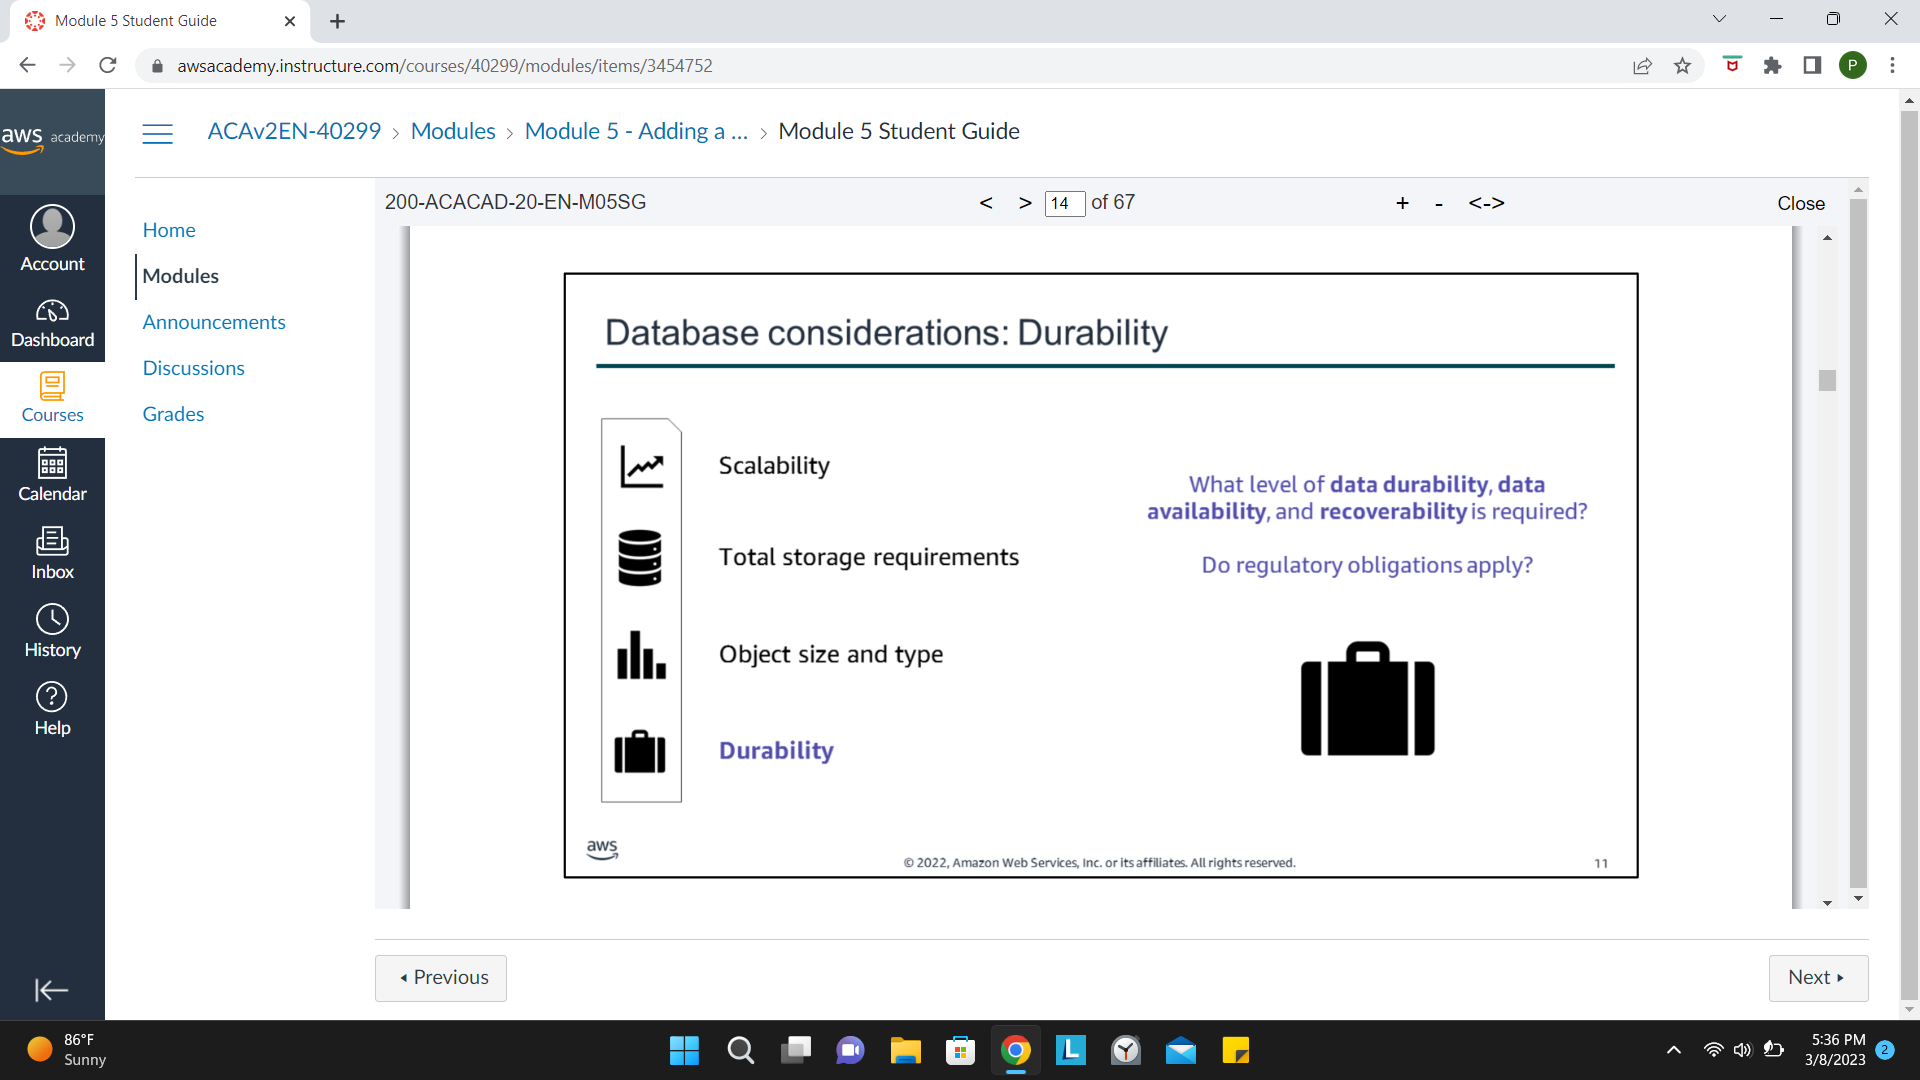 Module 5 Student Guide
awsacademy.instructure.com/courses/40299/modules/items/3454752
P
aws academy
ACAv2EN-40299 > Modules > Module 5 - Adding a ... > Module 5 Student Guide
200-ACACAD-20-EN-M05SG
< > 14 of 67
+ - <->
Close
Account
Dashboard
Courses
Calendar
Inbox
History
Help
Home
Modules
Announcements
Discussions
Grades
Database considerations: Durability
Scalability
Total storage requirements
Object size and type
Durability
What level of data durability, data
availability, and recoverability is required?
Do regulatory obligations apply?
aws
© 2022, Amazon Web Services, Inc. or its affiliates. All rights reserved.
11
Previous
Next
86°F
Sunny
L
5:36 PM
3/8/2023
2